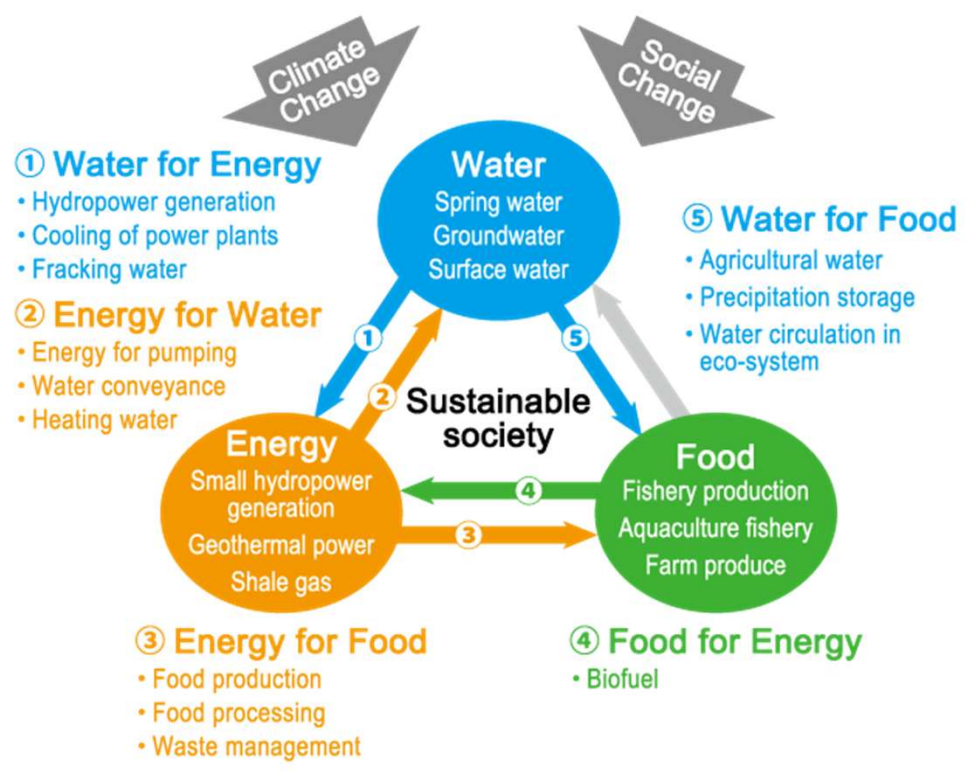 Climate
Change
Social
Change
① Water for Energy
• Hydropower generation
• Cooling of power plants
• Fracking water
② Energy for Water
• Energy for pumping
• Water conveyance
• Heating water
Water
Spring water
Groundwater
Surface water
⑤ Water for Food
• Agricultural water
• Precipitation storage
• Water circulation in
eco-system
①
②
⑤
Sustainable
society
Energy
Small hydropower
generation
Geothermal power
Shale gas
④
③
Food
Fishery production
Aquaculture fishery
Farm produce
③ Energy for Food
• Food production
• Food processing
• Waste management
④ Food for Energy
• Biofuel